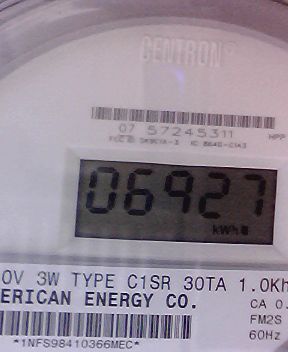 CENTRON®
07 57245311
HPP
06927
kWh
0V 3W TYPE C1SR 30TA 1.0Kh
ERICAN ENERGY CO.
CA 0.
FM2S
60Hz
*1NFS98410366MEC*